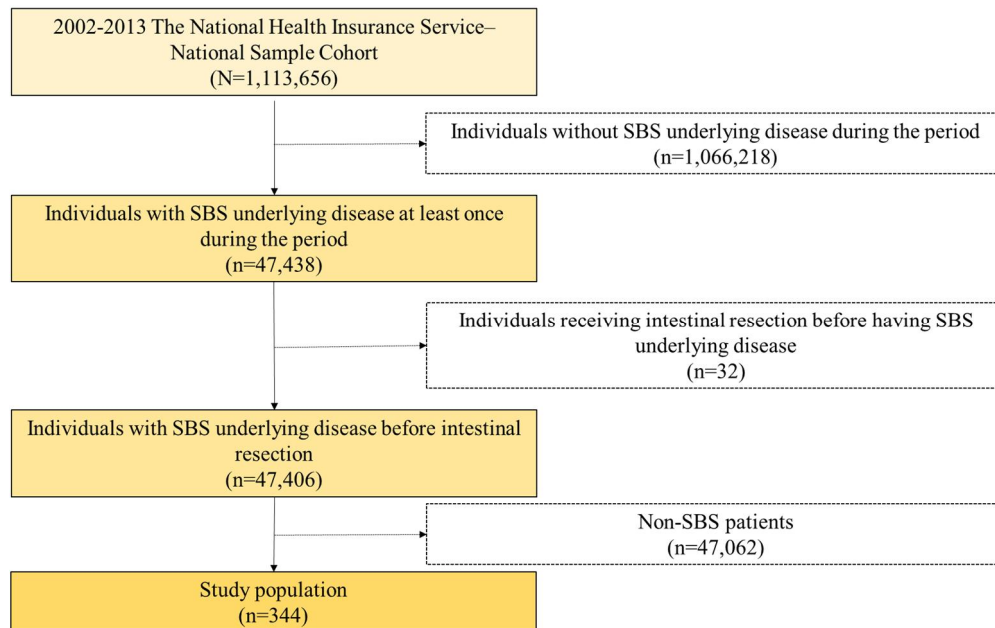 2002-2013 The National Health Insurance Service–
National Sample Cohort
(N=1,113,656)
Individuals without SBS underlying disease during the period
(n=1,066,218)
Individuals with SBS underlying disease at least once
during the period
(n=47,438)
Individuals receiving intestinal resection before having SBS
underlying disease
(n=32)
Individuals with SBS underlying disease before intestinal
resection
(n=47,406)
Non-SBS patients
(n=47,062)
Study population
(n=344)